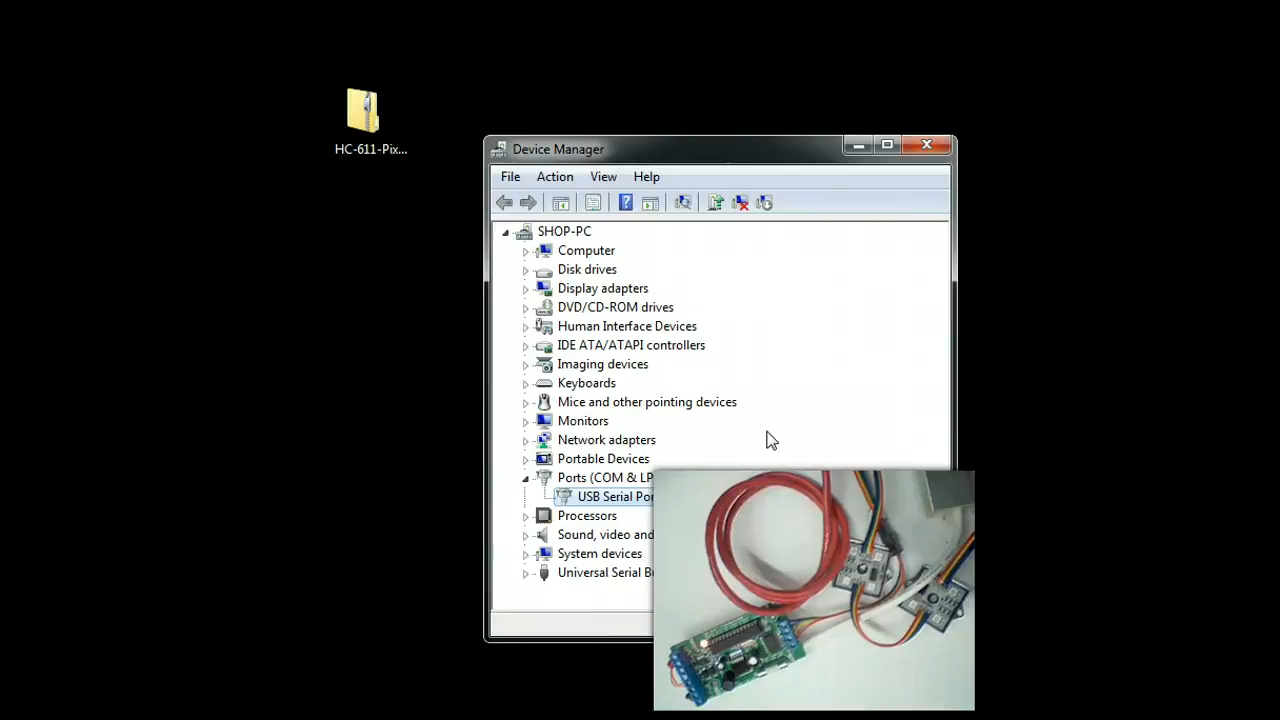 HC-611-Pix...
Device Manager
File Action View Help
SHOP-PC
Computer
Disk drives
Display adapters
DVD/CD-ROM drives
Human Interface Devices
IDE ATA/ATAPI controllers
Imaging devices
Keyboards
Mice and other pointing devices
Monitors
Network adapters
Portable Devices
Ports (COM & LP
USB Serial Por
Processors
Sound, video and
System devices
Universal Serial B